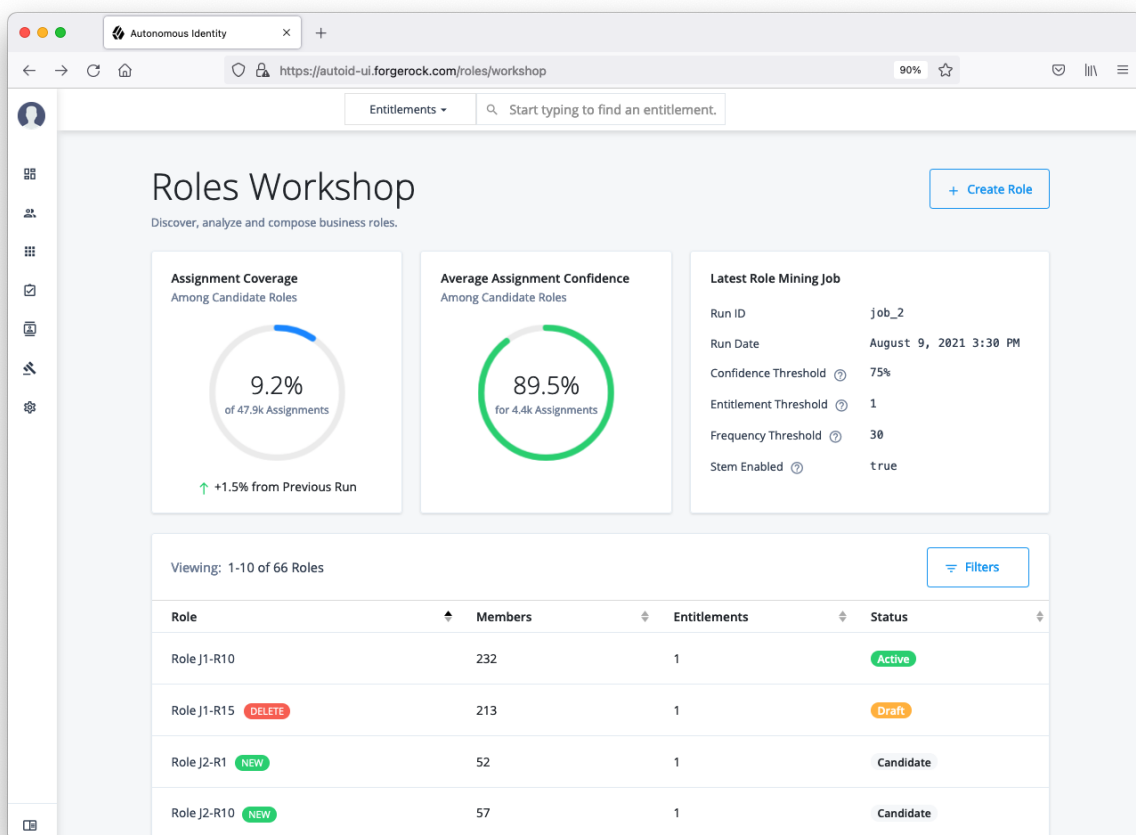 Autonomous Identity
https://autoid-ui.forgerock.com/roles/workshop
90%
Entitlements
Start typing to find an entitlement.
Roles Workshop
+ Create Role
Discover, analyze and compose business roles.
Assignment Coverage
Among Candidate Roles
9.2%
of 47.9k Assignments
+1.5% from Previous Run
Average Assignment Confidence
Among Candidate Roles
89.5%
for 4.4k Assignments
Latest Role Mining Job
Run ID job_2
Run Date August 9, 2021 3:30 PM
Confidence Threshold ? 75%
Entitlement Threshold ? 1
Frequency Threshold ? 30
Stem Enabled ? true
Viewing: 1-10 of 66 Roles
Filters
Role Members Entitlements Status
Role J1-R10 232 1 Active
Role J1-R15 DELETE 213 1 Draft
Role J2-R1 NEW 52 1 Candidate
Role J2-R10 NEW 57 1 Candidate